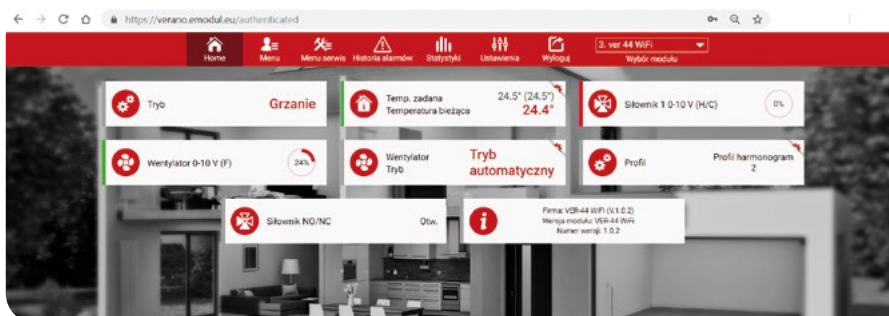 https://verano.emodul.eu/authenticated
Home
Menu
Menu serwis
Historia alarmów
Statystyki
Ustawienia
Wyloguj
3. ver 44 WiFi
Wybór modułu
Tryb
Grzanie
Temp. zadana
24.5° (24.5°)
Temperatura bieżąca
24.4°
Siłownik 1 0-10 V (H/C)
0%
Wentylator 0-10 V (F)
24%
Wentylator
Tryb
Tryb
automatyczny
Profil
Profil harmonogram
2
Siłownik NO/NC
Otw.
Firma: VER-44 WiFi (V.1.0.2)
Wersja modułu: VER-44 WiFi
Numer wersji: 1.0.2